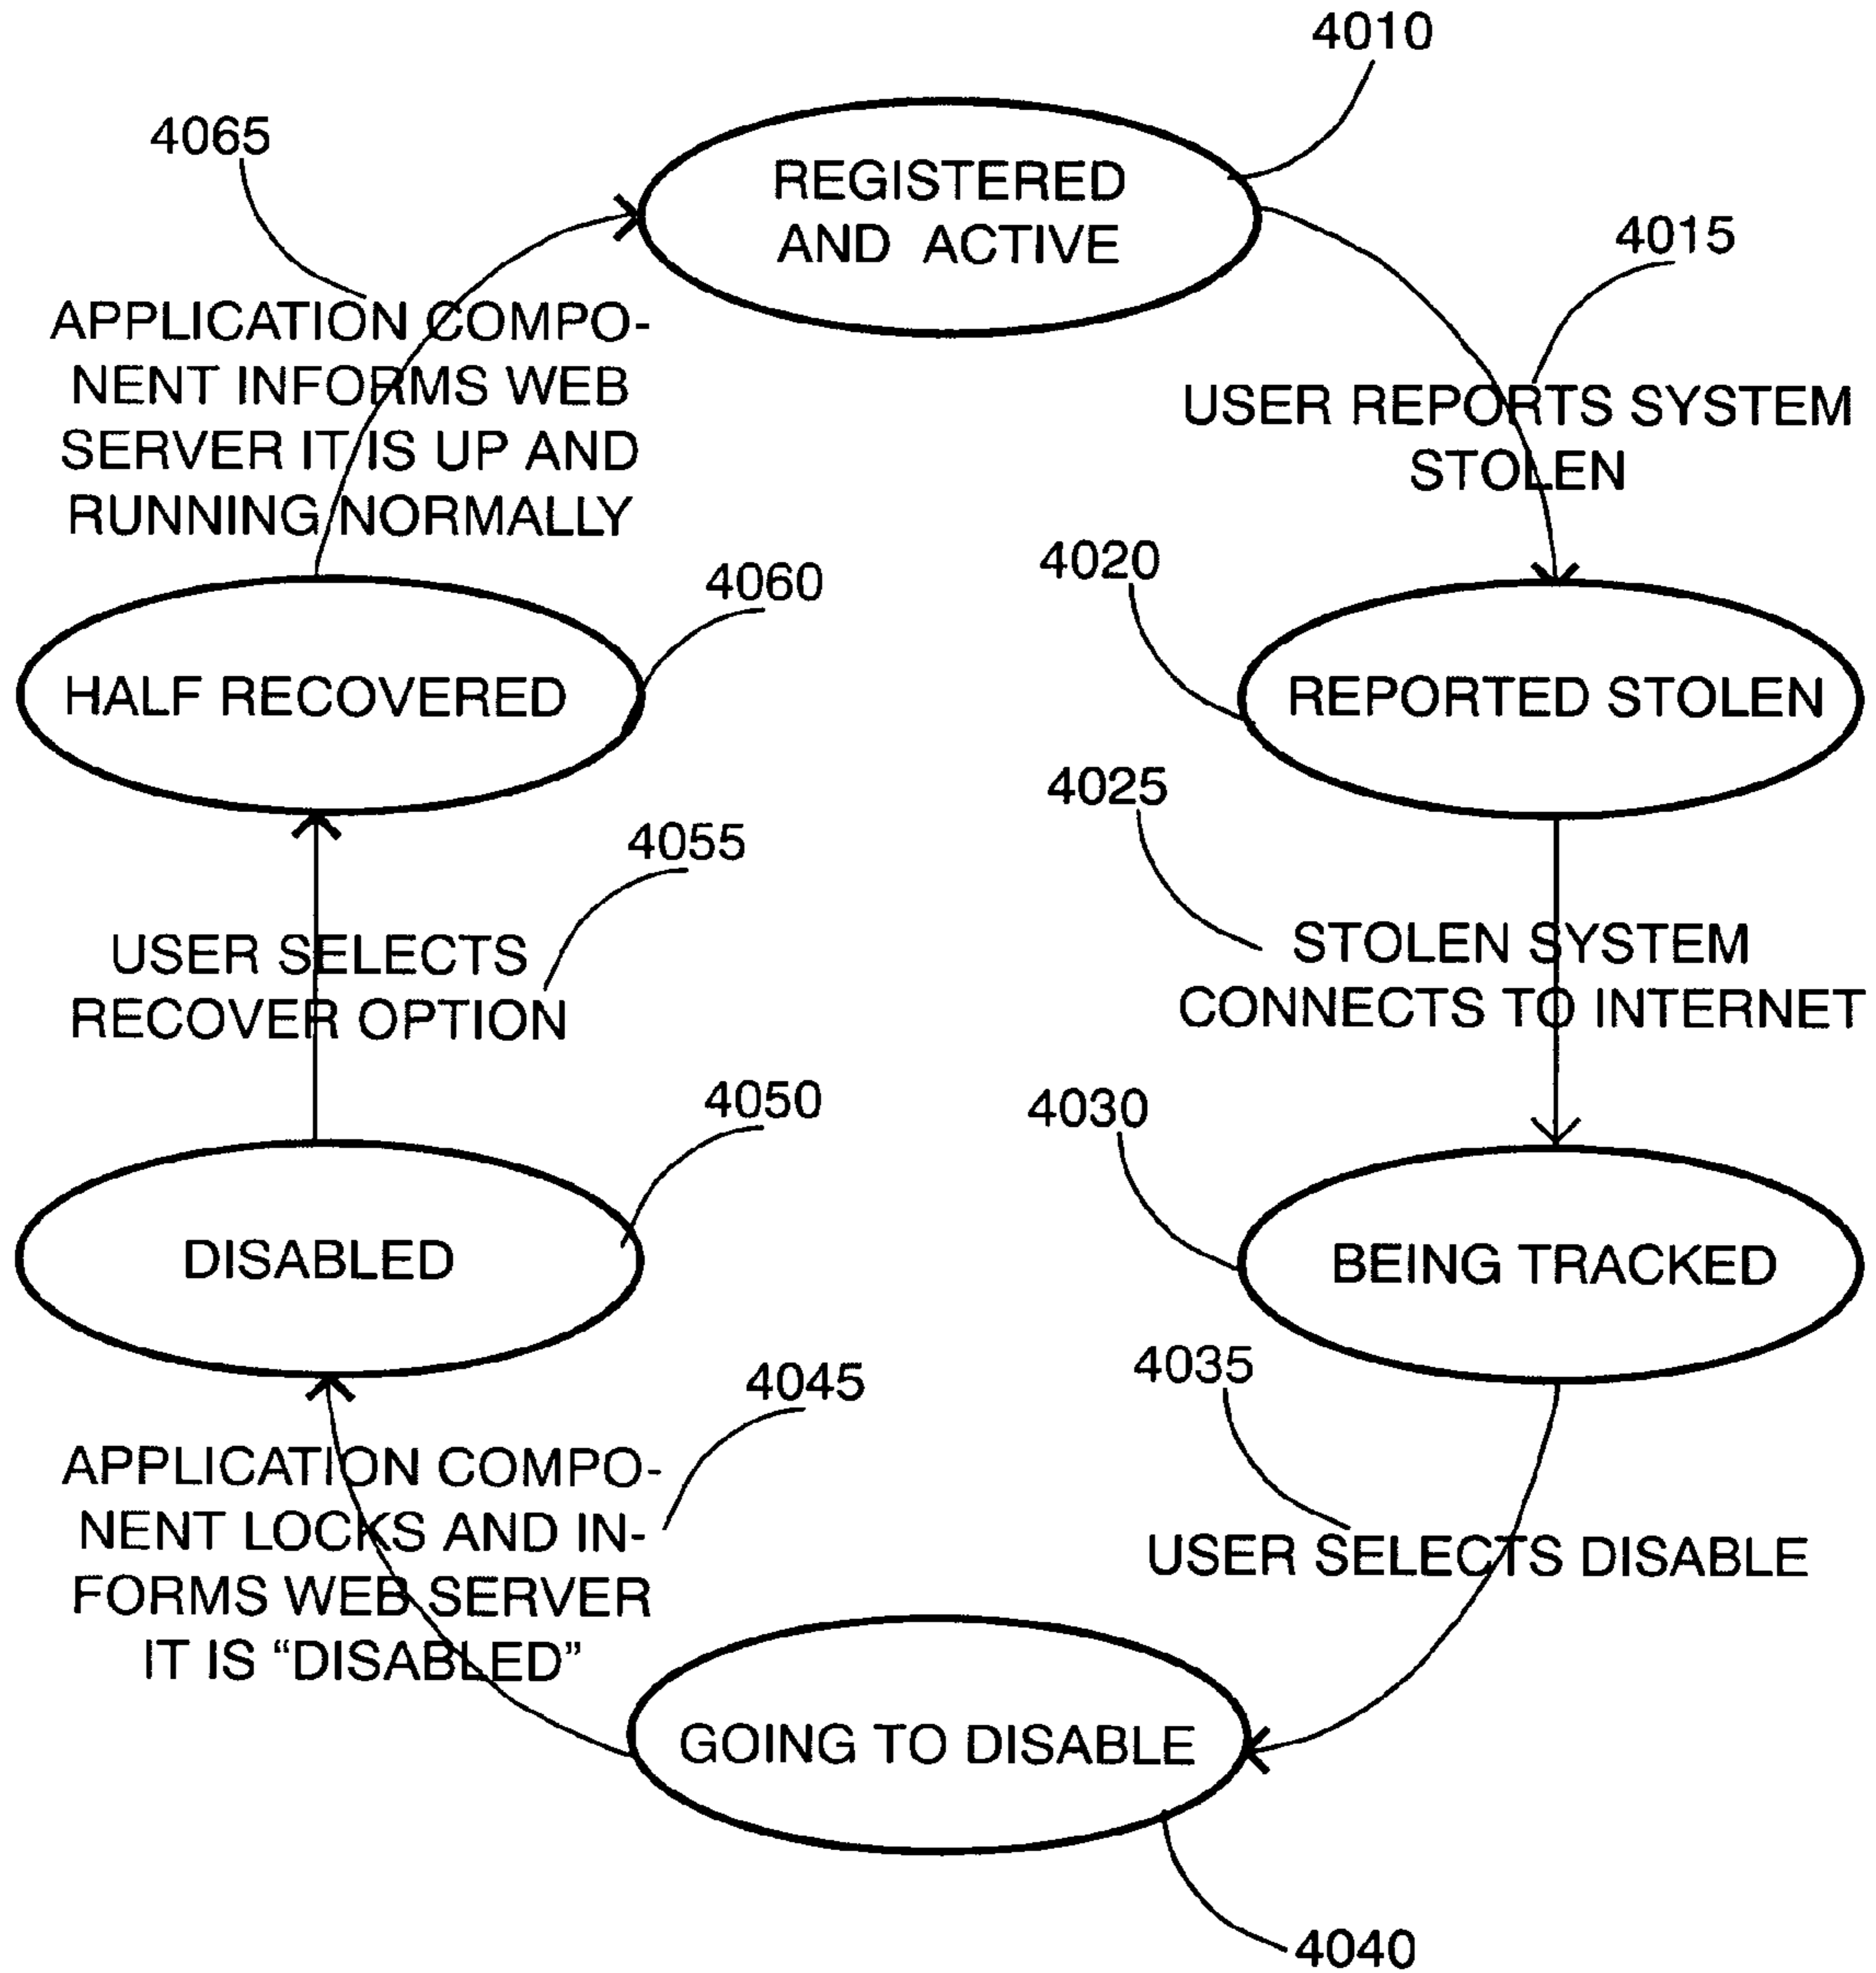 4010
REGISTERED
AND ACTIVE
4015
USER REPORTS SYSTEM
STOLEN
4020
REPORTED STOLEN
4025
STOLEN SYSTEM
CONNECTS TO INTERNET
4030
BEING TRACKED
4035
USER SELECTS DISABLE
GOING TO DISABLE
4040
4045
APPLICATION COMPO-
NENT LOCKS AND IN-
FORMS WEB SERVER
IT IS “DISABLED”
4050
DISABLED
4055
USER SELECTS
RECOVER OPTION
4060
HALF RECOVERED
4065
APPLICATION COMPO-
NENT INFORMS WEB
SERVER IT IS UP AND
RUNNING NORMALLY